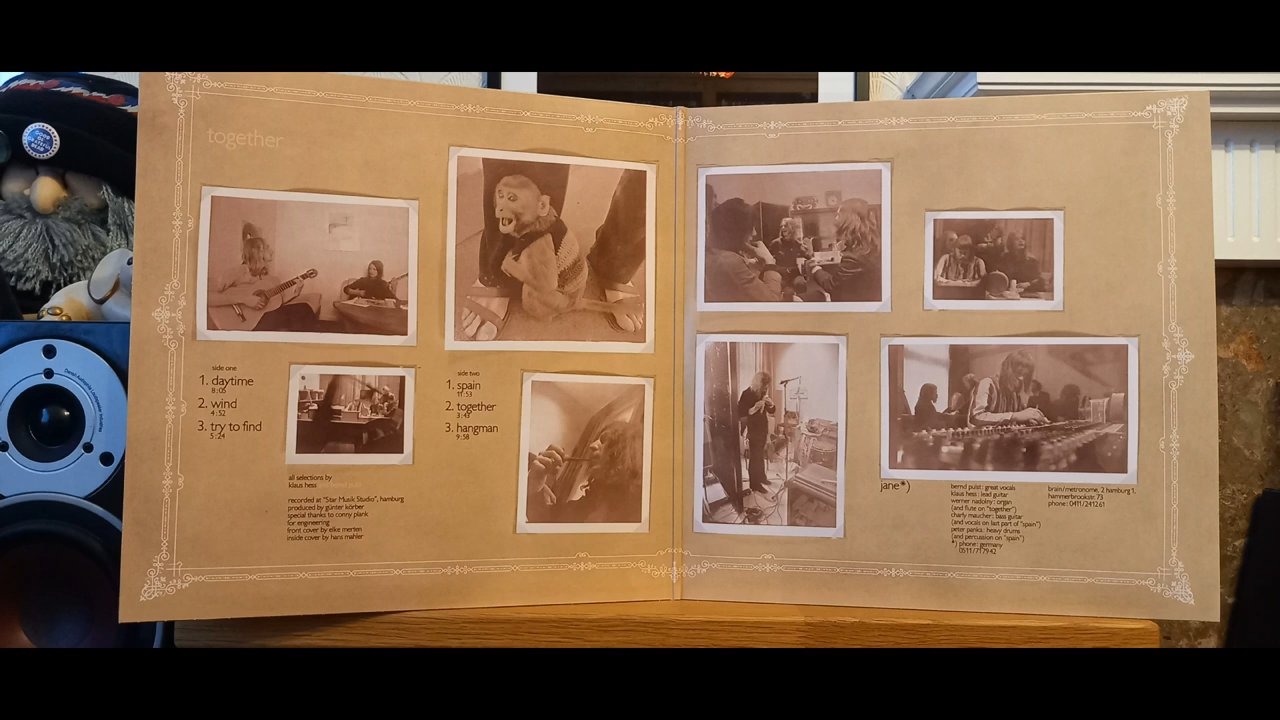 together
side one
1. daytime
8:05
2. wind
4:52
3. try to find
5:24
all selections by
klaus hess
recorded at "Star Musik Studio", hamburg
produced by günter körber
special thanks to conny plank
for engineering
front cover by elke merten
inside cover by hans mahler
side two
1. spain
11:53
2. together
3:43
3. hangman
9:58
jane*)
bernd pulst: great vocals
klaus hess: lead guitar
werner nadolny: organ
(and flute on "together")
charly maucher: bass guitar
(and vocals on last part of "spain")
peter panka: heavy drums
(and percussion on "spain")
*) phone: germany
0511/717942
brain/metronome, 2 hamburg 1,
hammerbrookstr. 73
phone: 0411/241261